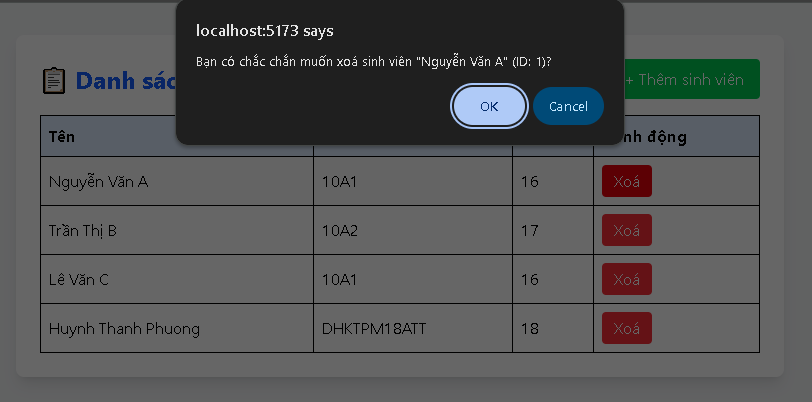 localhost:5173 says
Bạn có chắc chắn muốn xoá sinh viên "Nguyễn Văn A" (ID: 1)?
OK Cancel
Danh sác
+ Thêm sinh viên
Tên nh động
Nguyễn Văn A 10A1 16 Xoá
Trần Thị B 10A2 17 Xoá
Lê Văn C 10A1 16 Xoá
Huynh Thanh Phuong DHKTPM18ATT 18 Xoá